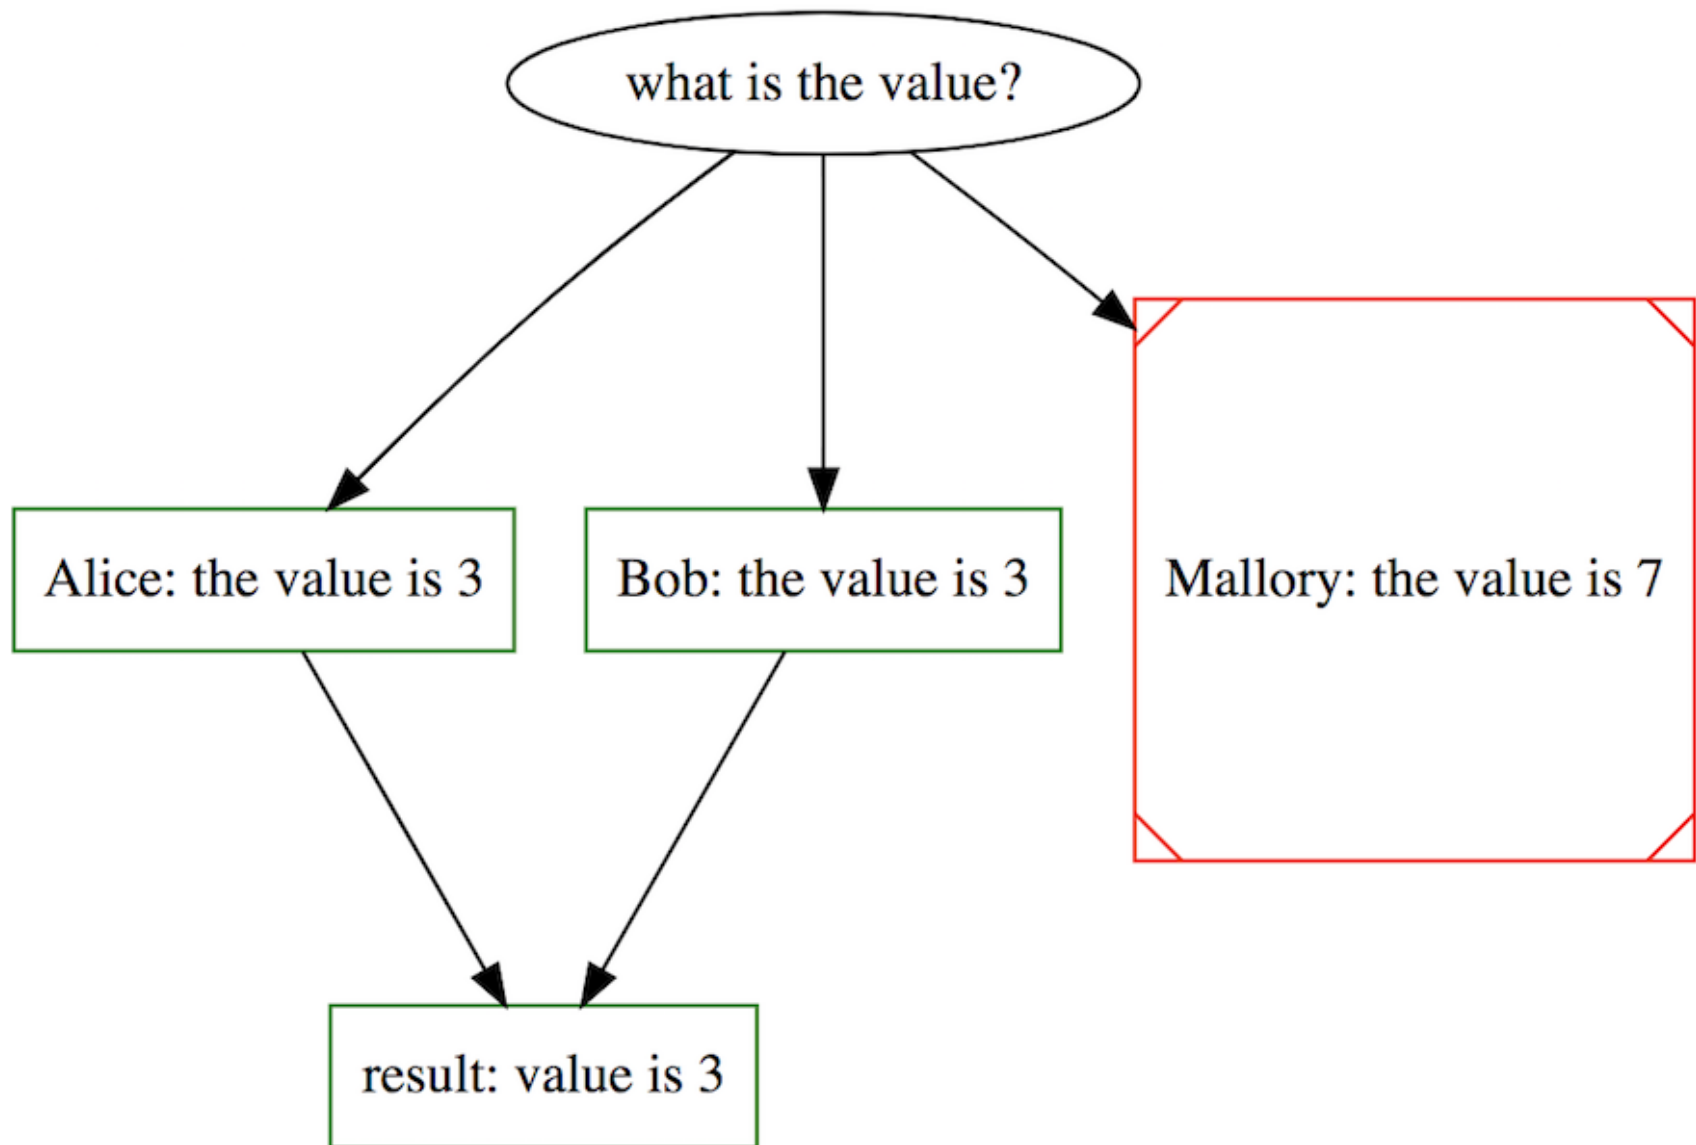 what is the value?
Alice: the value is 3
Bob: the value is 3
Mallory: the value is 7
result: value is 3